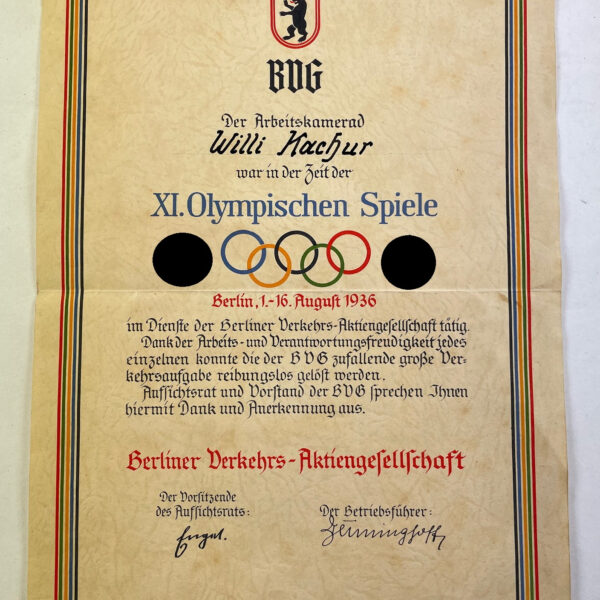 BVG
Der Arbeitskamerad
Willi Kachur
war in der Zeit der
XI. Olympischen Spiele
Berlin, 1.-16. August 1936
im Dienste der Berliner Verkehrs-Aktiengesellschaft tätig.
Dank der Arbeits- und Verantwortungsfreudigkeit jedes
einzelnen konnte die der BVG zufallende große Ver-
kehrsaufgabe reibungslos gelöst werden.
Aufsichtsrat und Vorstand der BVG sprechen Ihnen
hiermit Dank und Anerkennung aus.
Berliner Verkehrs-Aktiengesellschaft
Der Vorsitzende
des Aufsichtsrats:
Der Betriebsführer:
Engel.